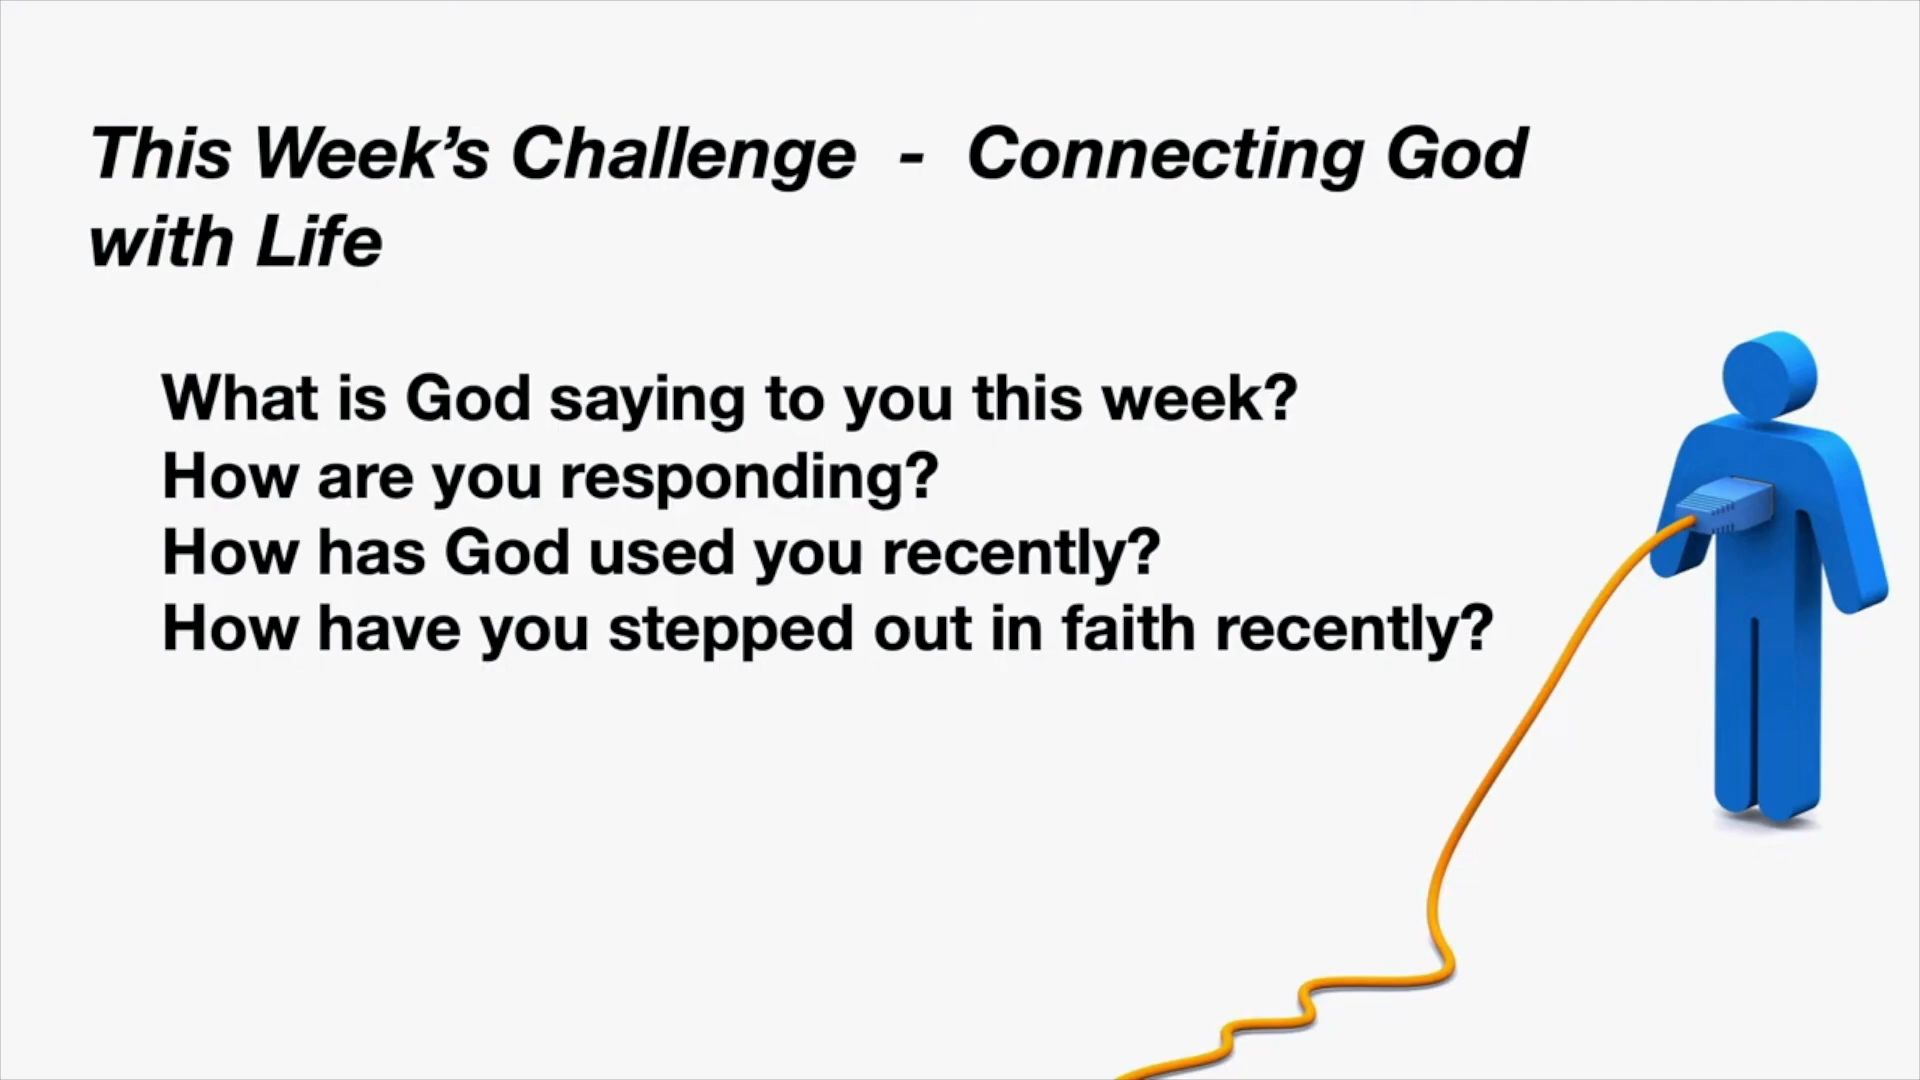 This Week’s Challenge - Connecting God
with Life
What is God saying to you this week?
How are you responding?
How has God used you recently?
How have you stepped out in faith recently?